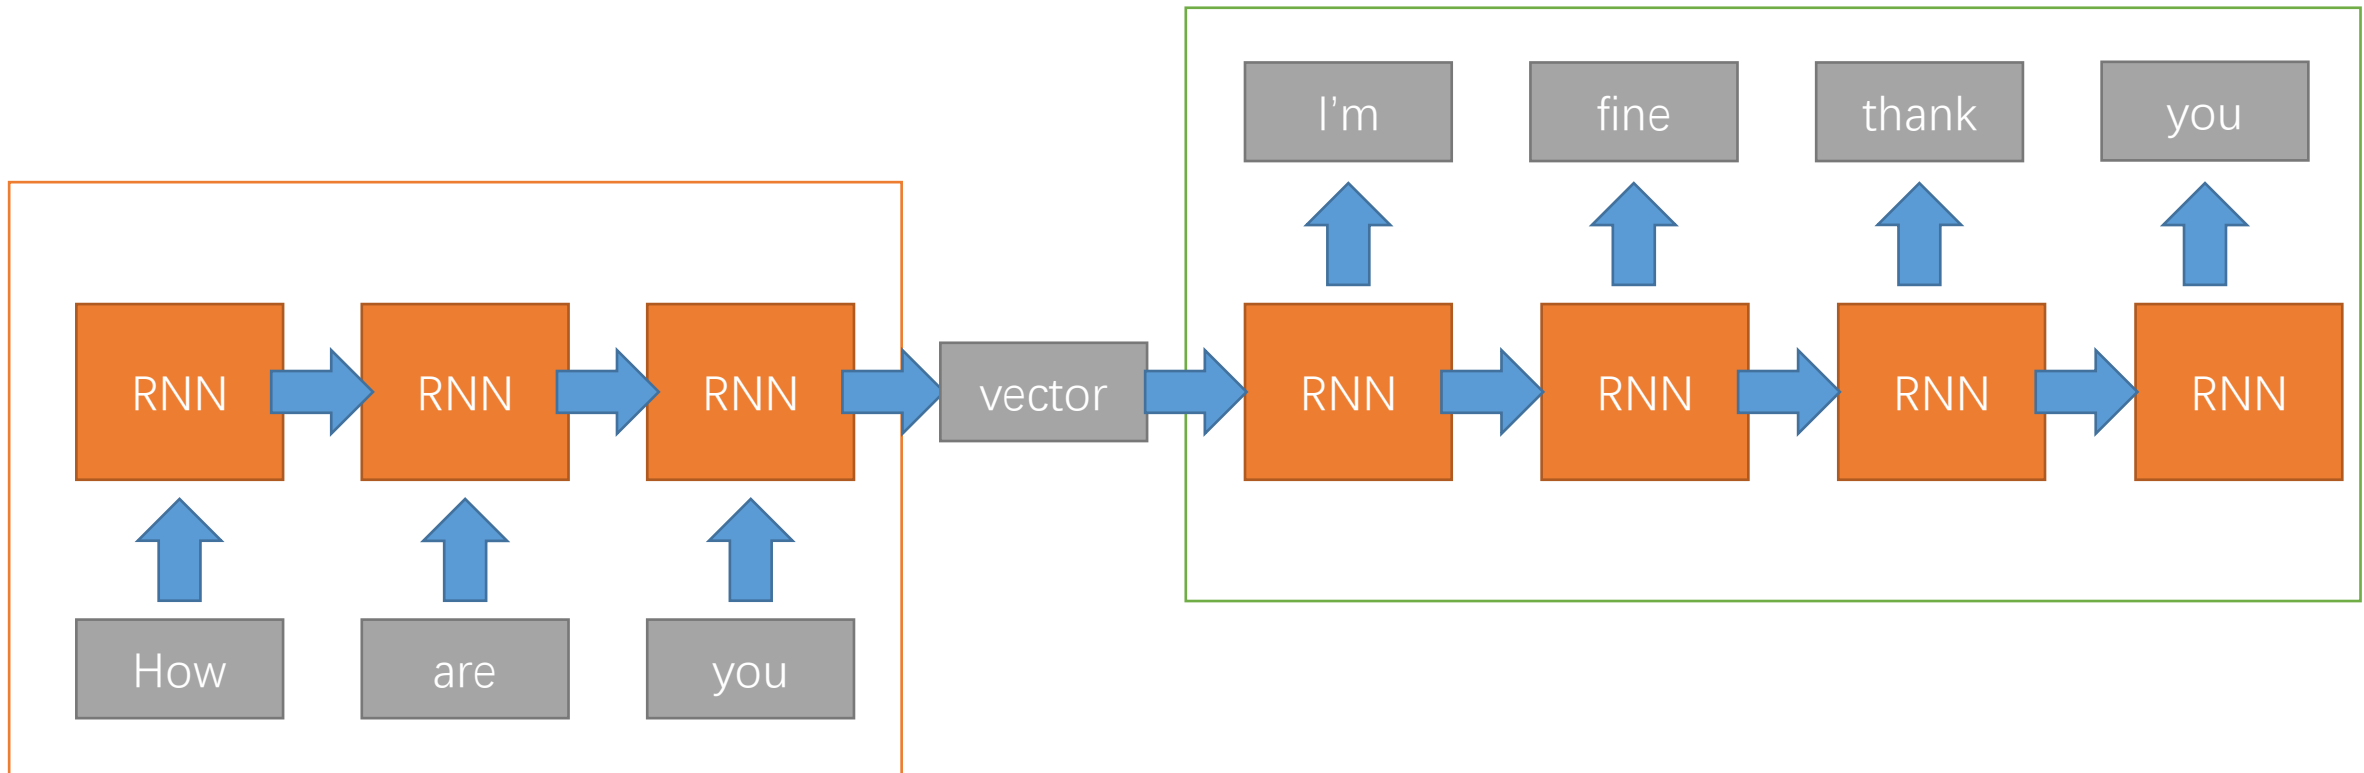 I'm fine thank you
RNN RNN RNN vector RNN RNN RNN RNN
How are you